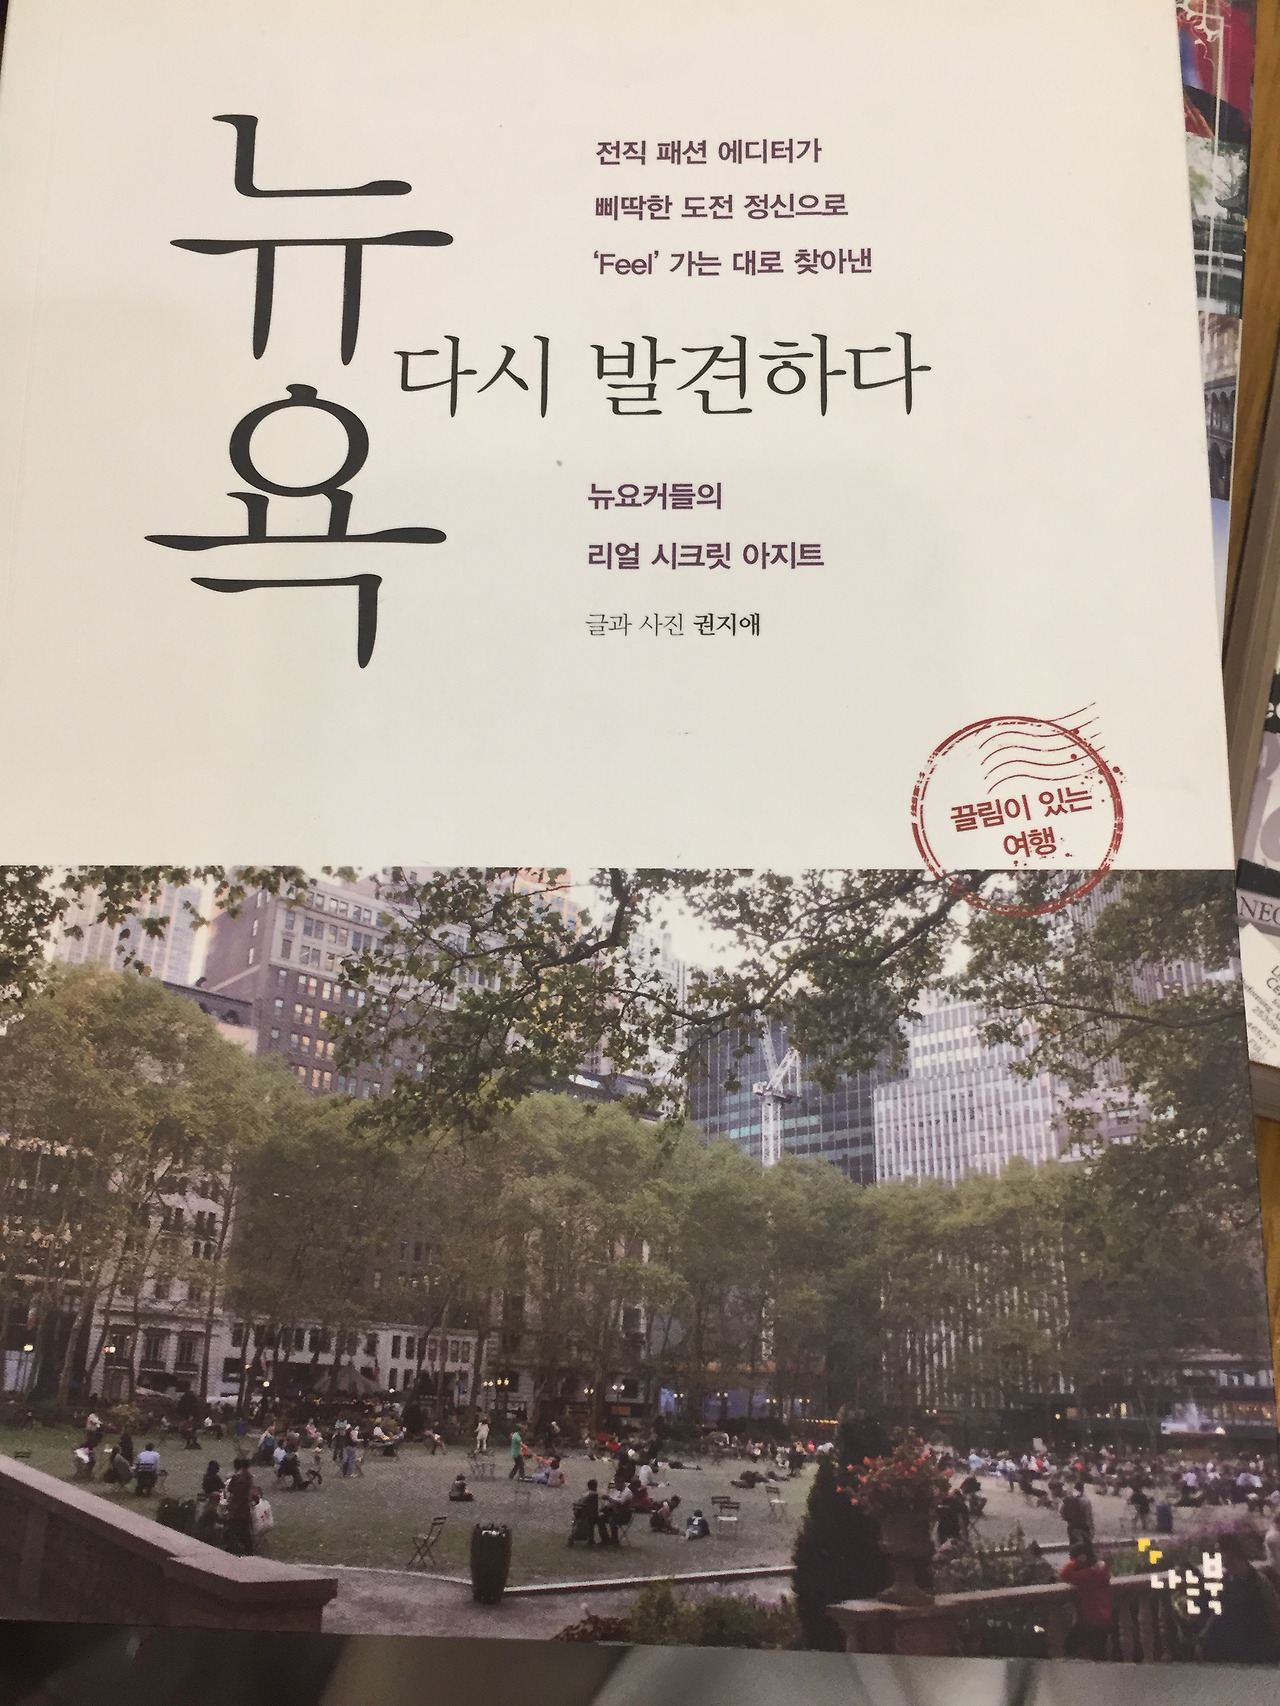 뉴욕
다시 발견하다
전직 패션 에디터가
삐딱한 도전 정신으로
‘Feel’ 가는 대로 찾아낸
뉴요커들의
리얼 시크릿 아지트
글과 사진 권지애
끌림이 있는
여행
나는북